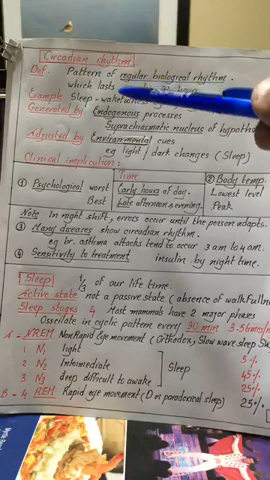 Circadian rhythm
Def. Pattern of regular biological rhythm.
which lasts
Example Sleep - wakefulness
Generated by Endogenous processes
Suprachasmatic nucleus of hypoth
Adjusted by Environmental cues
eg light / dark changes (Sleep)
Clinical implication:
Time
① Psychological worst Early hours of day.
Best Late afternoon & evening.
② Body temp.
Lowest level
Peak.
Note In night shift, errors occur until the person adapts.
③ Many diseases show circadian rhythm.
eg br. asthma attacks tend to occur 3 am to 4 am.
④ Sensitivity to treatment insulin by night time.
Sleep 1/3 of our life time.
Active state not a passive state (absence of wakefulln
Sleep stages 4 Most mammals have 2 major phases
Oscillate in cyclic pattern every 90 min 3-5 time/n
A - NREM Non Rapid Eye movement (Orthodox, Slow wave sleep S
1 N1 light 5%
2 N2 Intermediate Sleep 45%
3 N3 deep difficult to awake 25%
B - 4 REM Rapid eye movement (D or paradoxical sleep) 25%